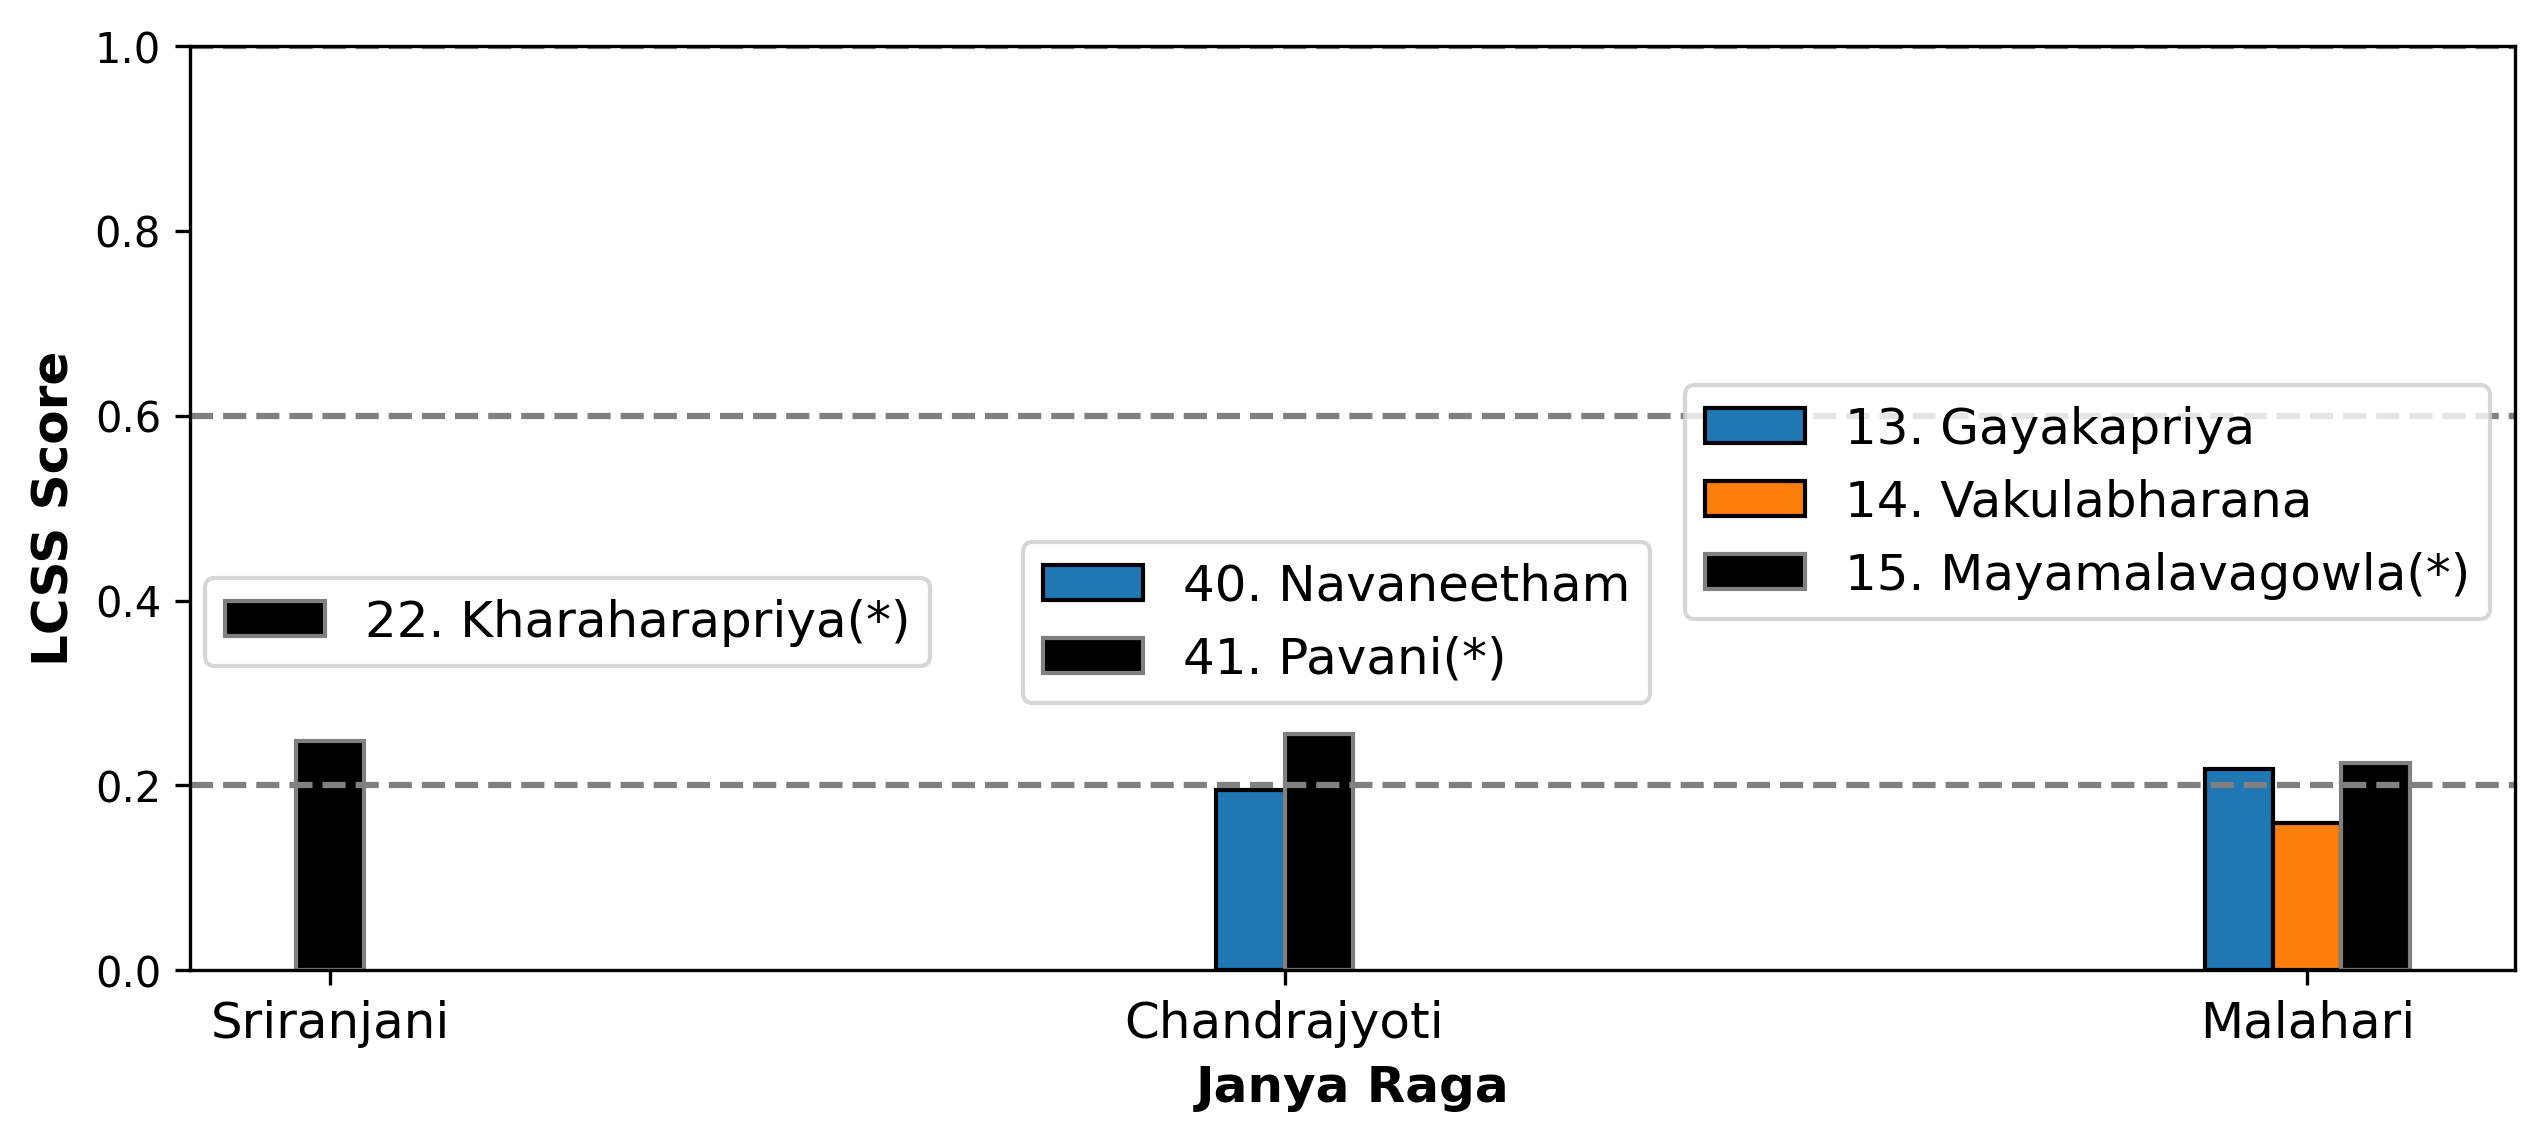 1.0
0.8
0.6
0.4
0.2
0.0
LCSS Score
22. Kharaharapriya(*)
40. Navaneetham
41. Pavani(*)
13. Gayakapriya
14. Vakulabharana
15. Mayamalavagowla(*)
Sriranjani
Chandrajyoti
Malahari
Janya Raga